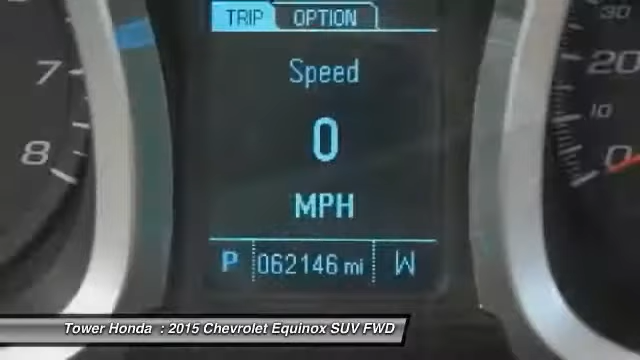 TRIP OPTION
Speed
0
MPH
P 062146 mi W
7
8
30
20
10
0
Tower Honda : 2015 Chevrolet Equinox SUV FWD